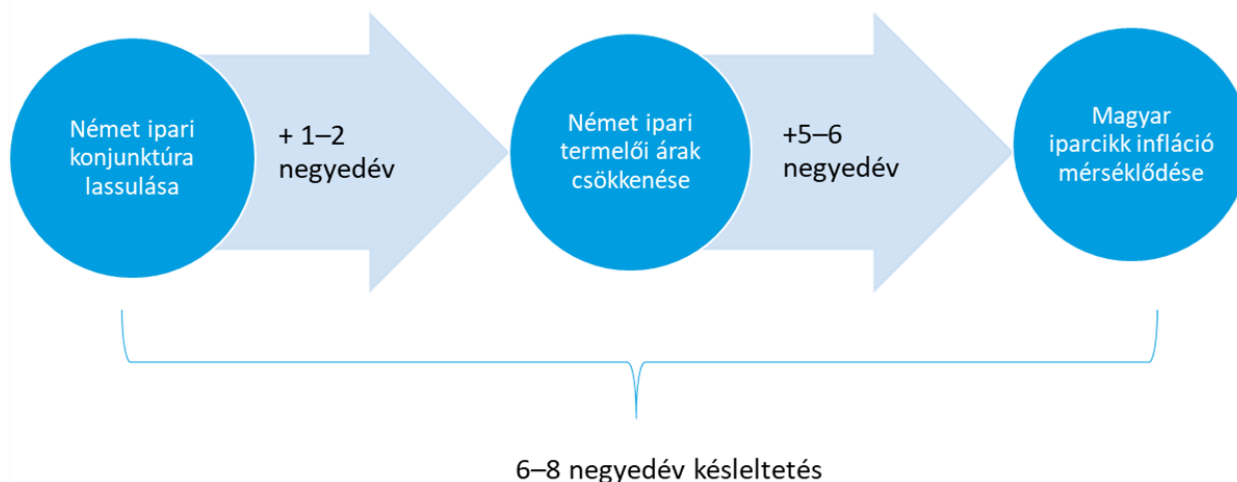 Német ipari
konjunktúra
lassulása
+ 1–2
negyedév
Német ipari
termelői árak
csökkenése
+5–6
negyedév
Magyar
iparcikk infláció
mérséklődése
6–8 negyedév késleltetés